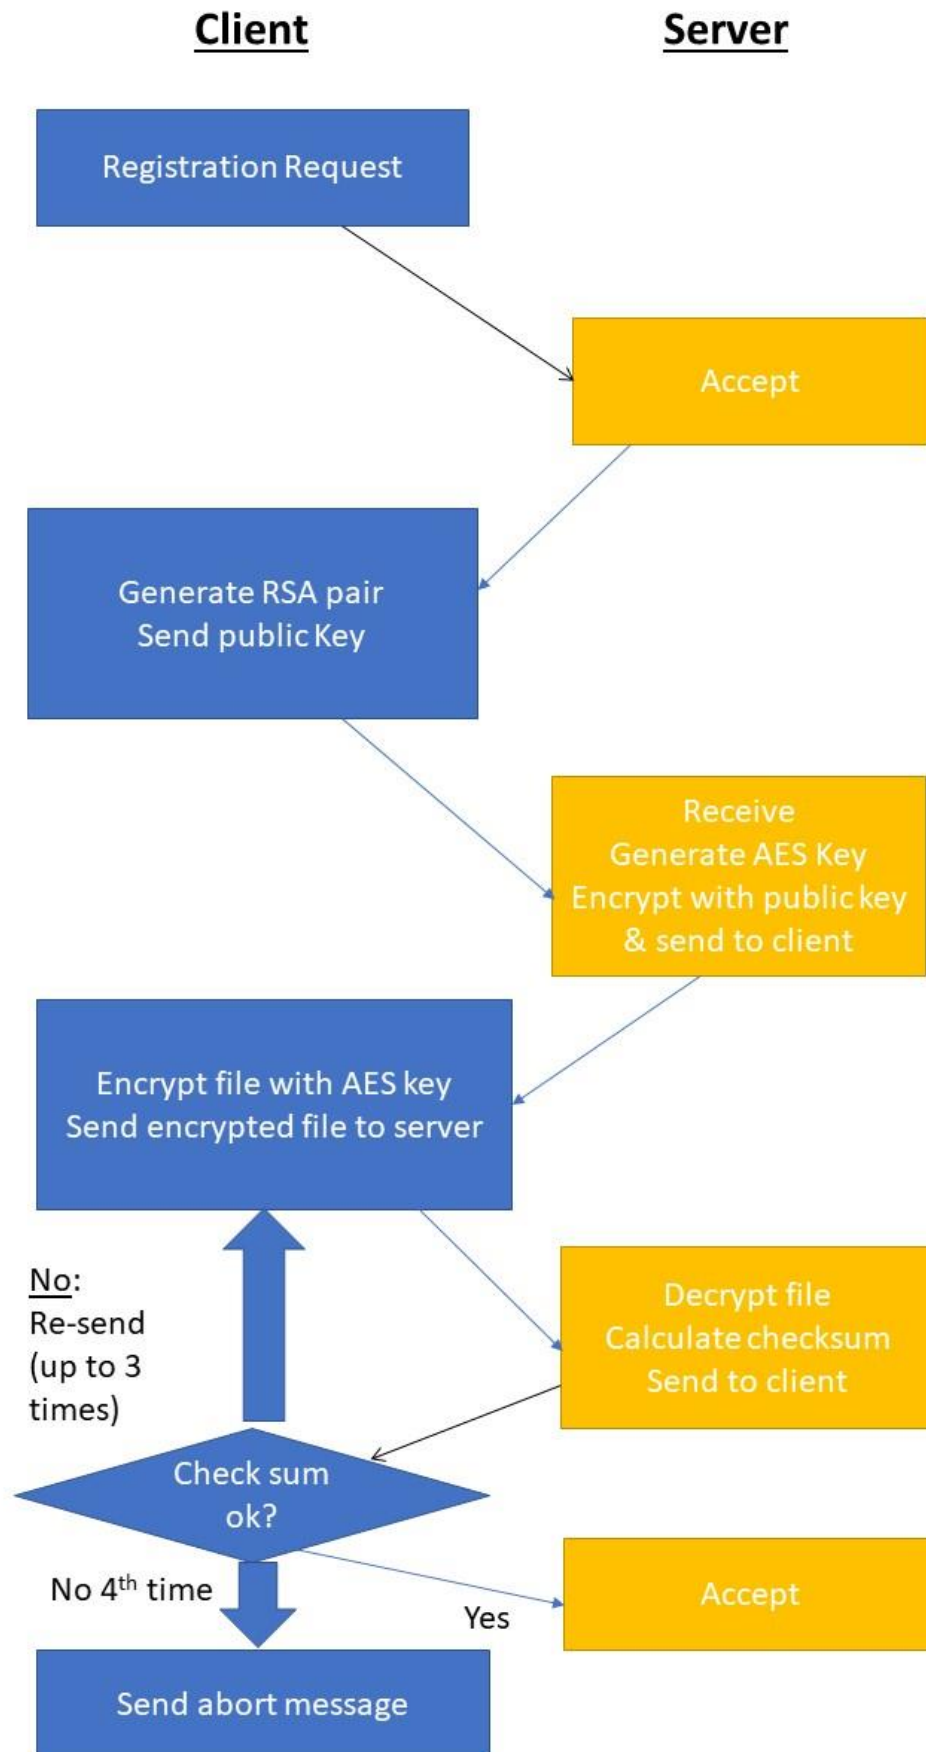 Client
Server
Registration Request
Accept
Generate RSA pair
Send public Key
Receive
Generate AES Key
Encrypt with public key
& send to client
Encrypt file with AES key
Send encrypted file to server
No:
Re-send
(up to 3
times)
Decrypt file
Calculate checksum
Send to client
Check sum
ok?
No 4th time
Yes
Accept
Send abort message